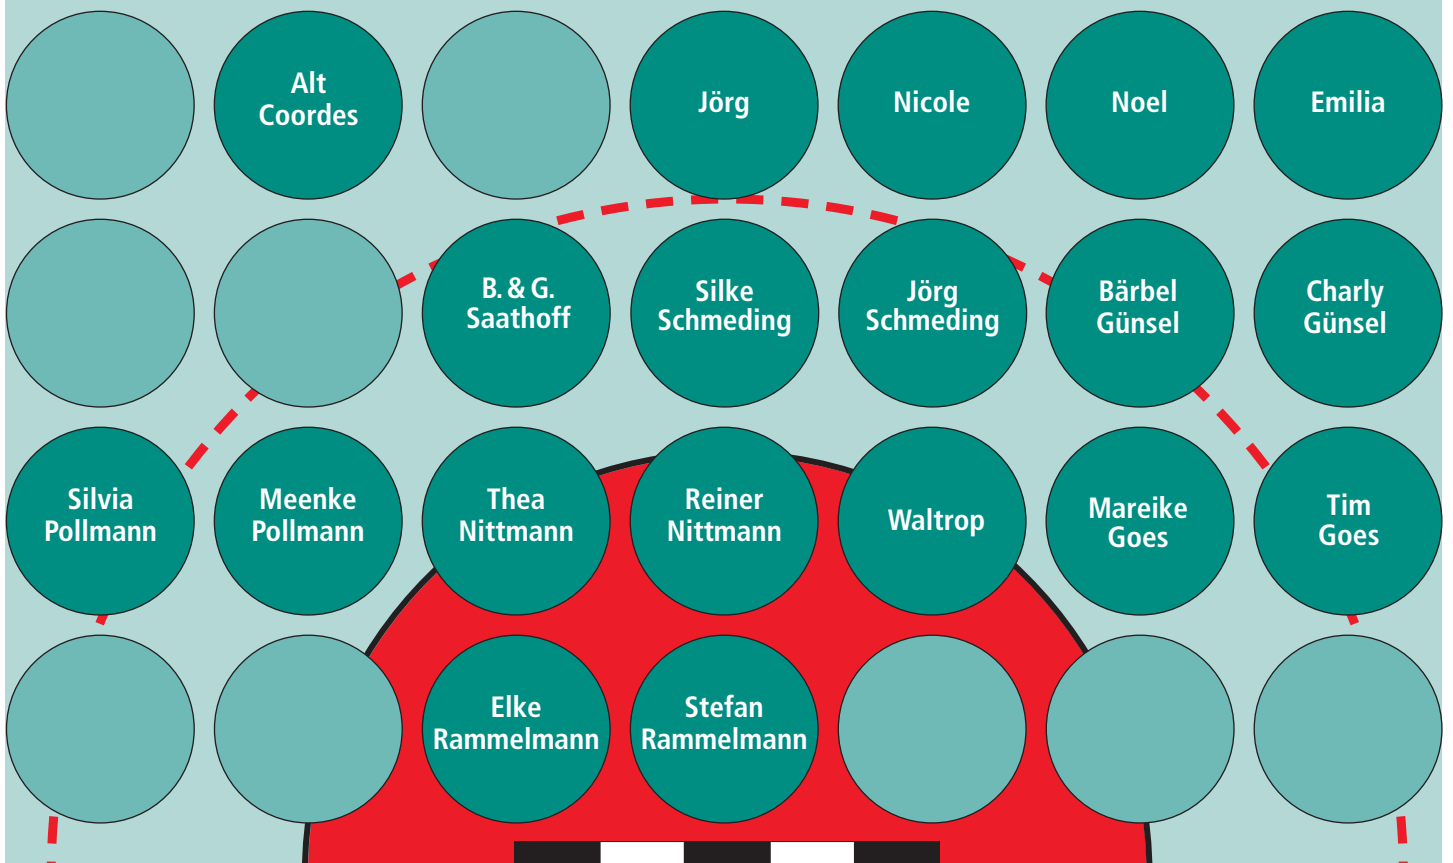 Alt
Coordes
Jörg
Nicole
Noel
Emilia
B. & G.
Saathoff
Silke
Schmeding
Jörg
Schmeding
Bärbel
Günsel
Charly
Günsel
Silvia
Pollmann
Meenke
Pollmann
Thea
Nittmann
Reiner
Nittmann
Waltrop
Mareike
Goes
Tim
Goes
Elke
Rammelmann
Stefan
Rammelmann